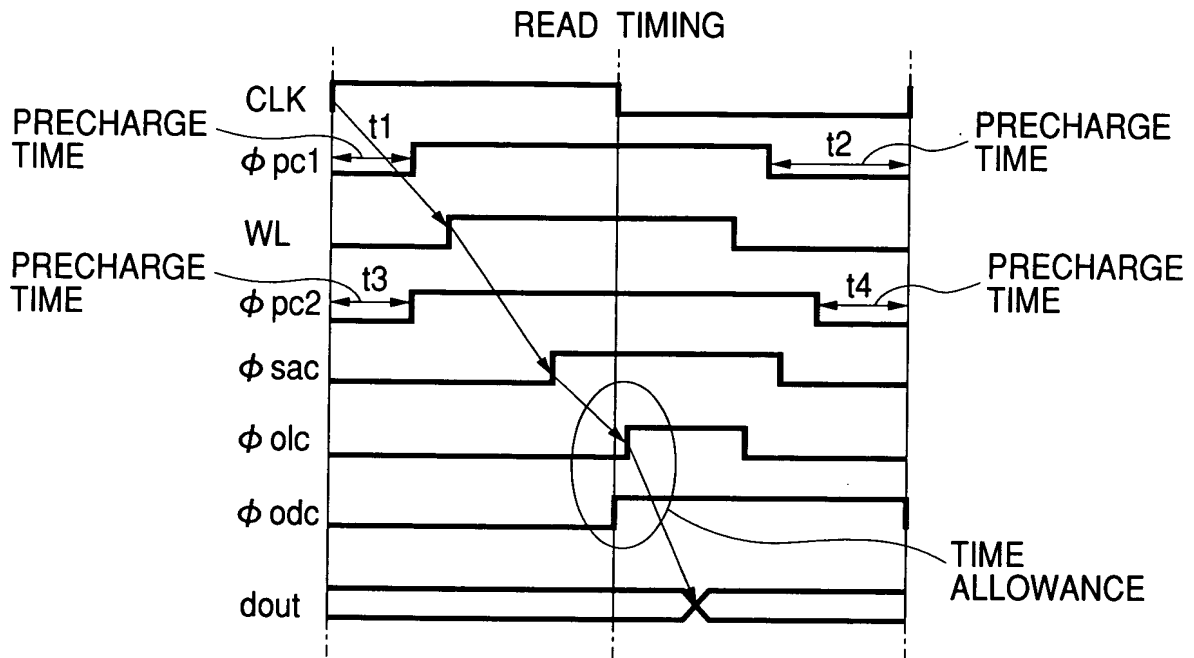 READ TIMING
CLK
PRECHARGE
TIME
t1
t2
PRECHARGE
TIME
ϕ pc1
WL
PRECHARGE
TIME
t3
t4
PRECHARGE
TIME
ϕ pc2
ϕ sac
ϕ olc
ϕ odc
TIME
ALLOWANCE
dout